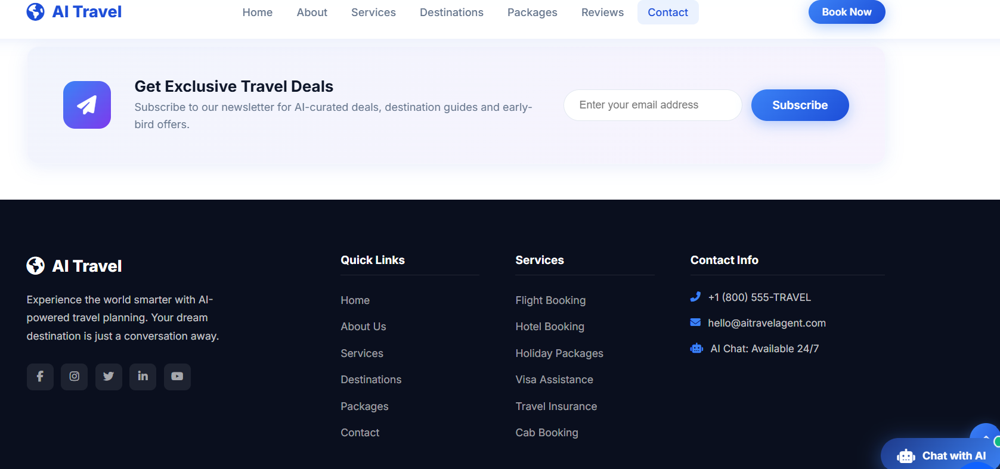 AI Travel
Home
About
Services
Destinations
Packages
Reviews
Contact
Book Now
Get Exclusive Travel Deals
Subscribe to our newsletter for AI-curated deals, destination guides and early-
bird offers.
Enter your email address
Subscribe
AI Travel
Experience the world smarter with AI-
powered travel planning. Your dream
destination is just a conversation away.
Quick Links
Home
About Us
Services
Destinations
Packages
Contact
Services
Flight Booking
Hotel Booking
Holiday Packages
Visa Assistance
Travel Insurance
Cab Booking
Contact Info
+1 (800) 555-TRAVEL
hello@aitravelagent.com
AI Chat: Available 24/7
Chat with AI